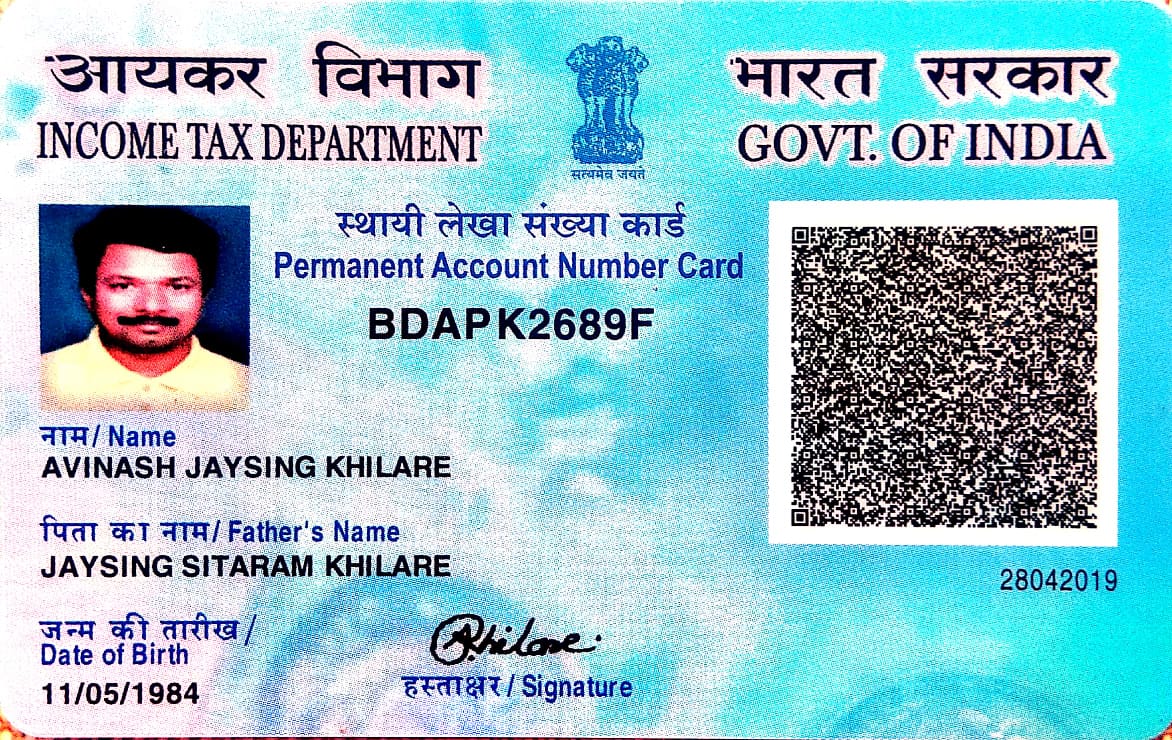 आयकर विभाग
INCOME TAX DEPARTMENT
सत्यमेव जयते
भारत सरकार
GOVT. OF INDIA
स्थायी लेखा संख्या कार्ड
Permanent Account Number Card
BDAPK2689F
नाम/ Name
AVINASH JAYSING KHILARE
पिता का नाम/ Father's Name
JAYSING SITARAM KHILARE
28042019
जन्म की तारीख/
Date of Birth
11/05/1984
Khilare
हस्ताक्षर/ Signature